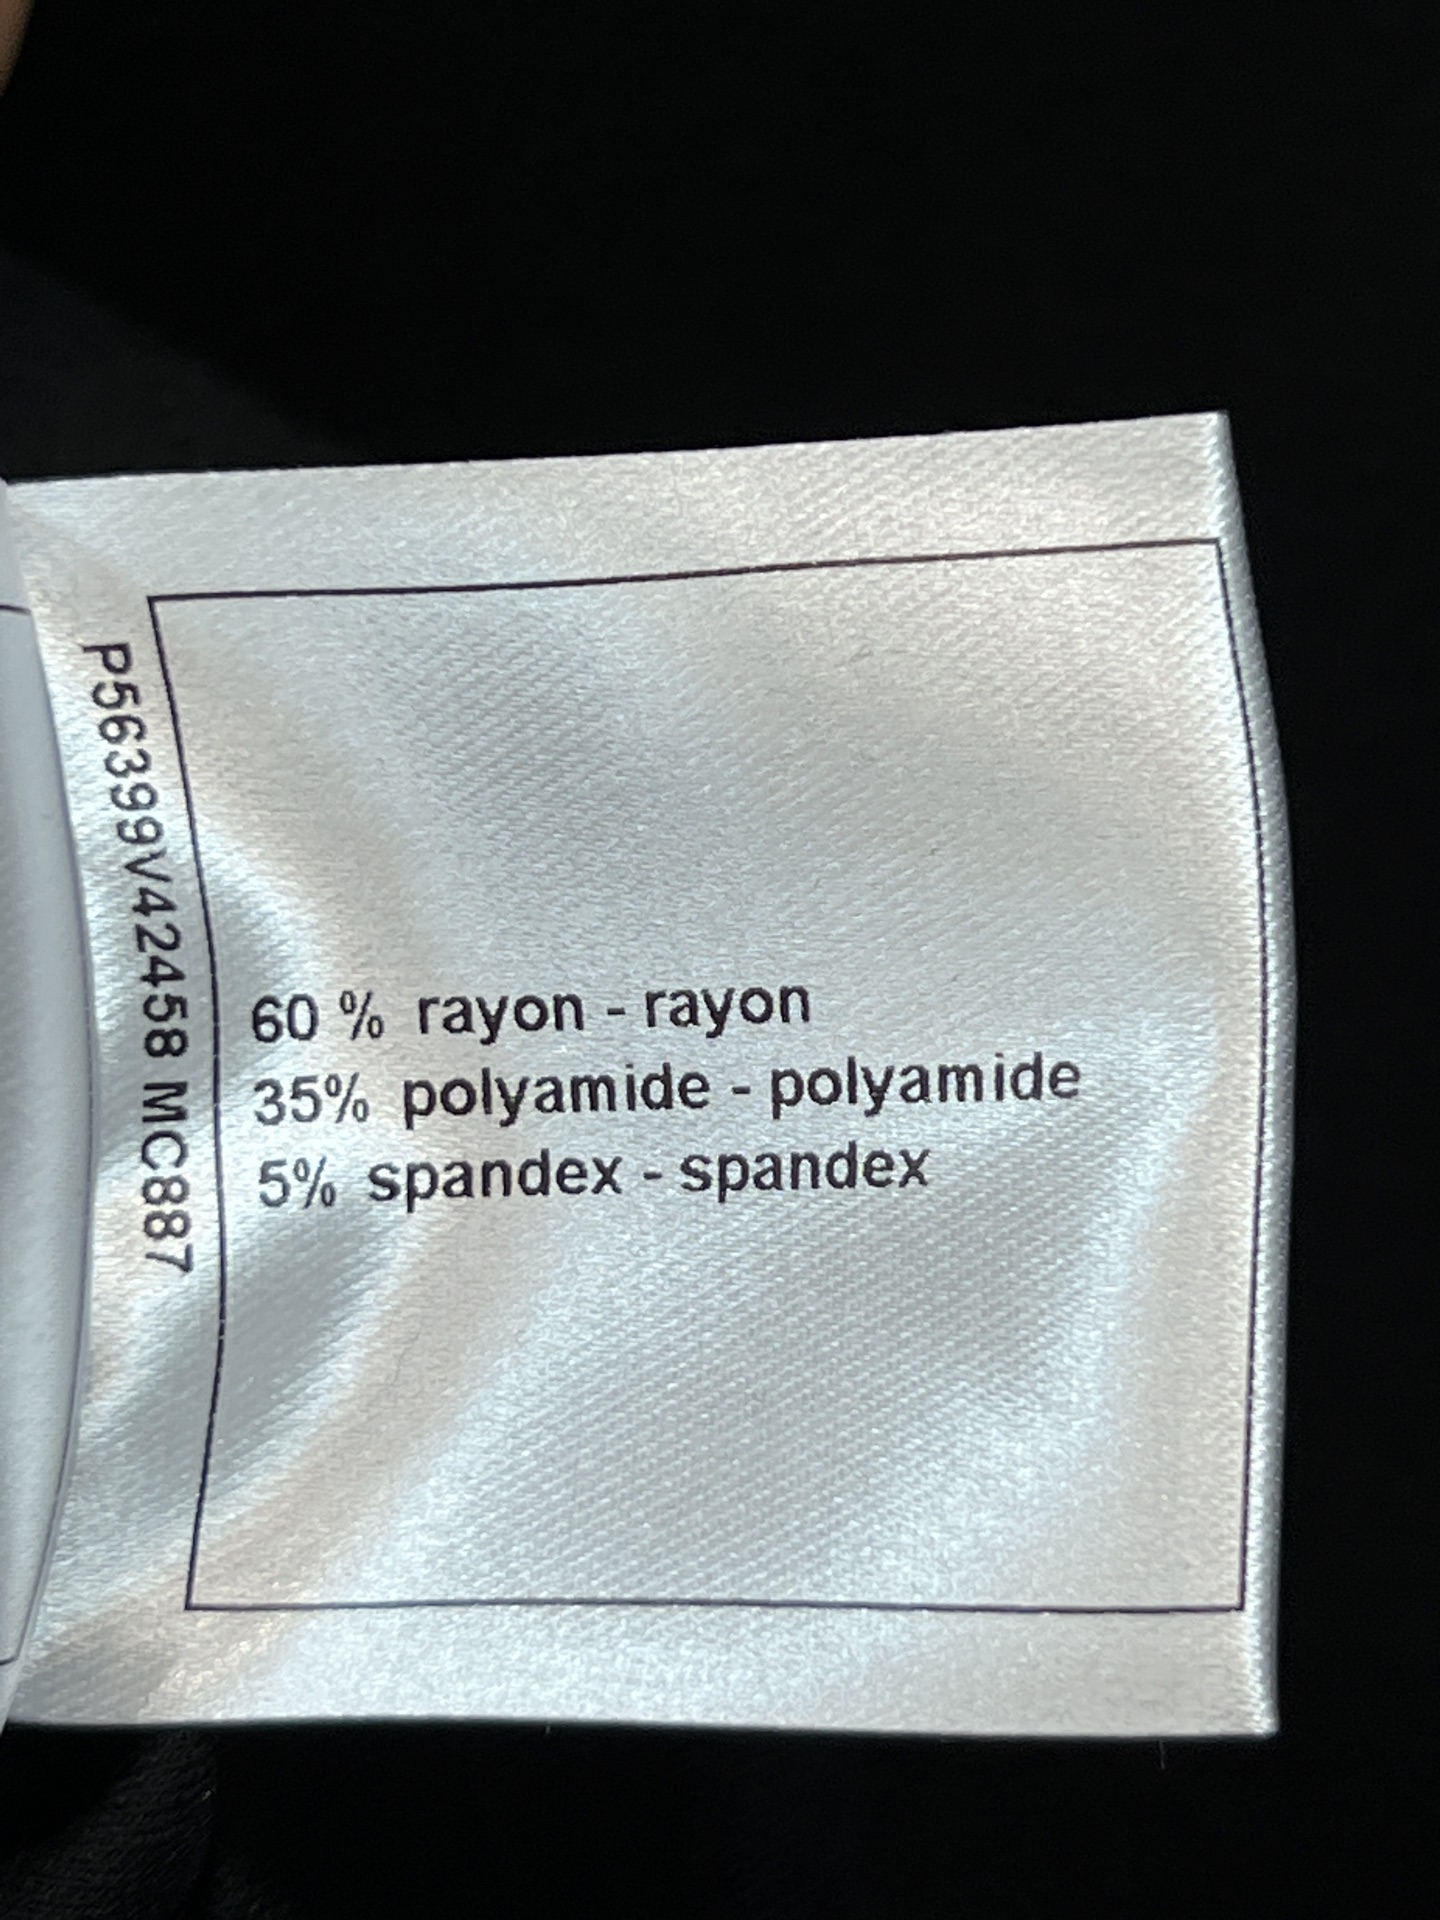 P56399V42458 MC887
60 % rayon - rayon
35% polyamide - polyamide
5% spandex - spandex